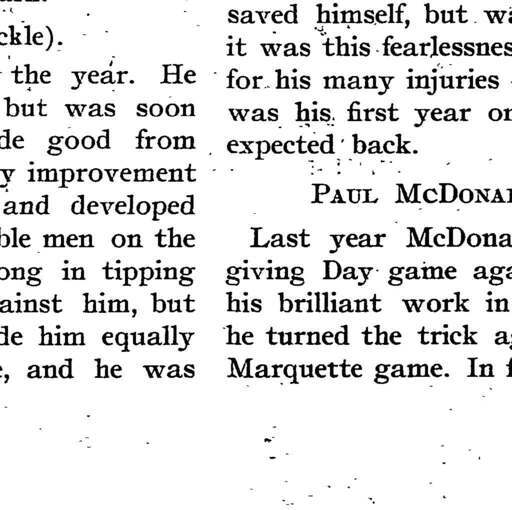 ckle).
the year. He
but was soon
de good from
y improvement
and developed
ble men on the
ong in tipping
ainst him, but
de him equally
, and he was
saved himself, but wa
it was this fearlessnes
for his many injuries
was his first year or
expected back.
PAUL MCDONA
Last year McDona
giving Day game aga
his brilliant work in
he turned the trick ag
Marquette game. In f